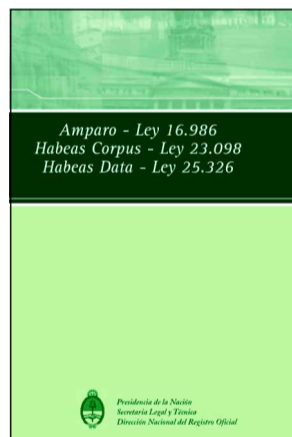 Amparo - Ley 16.986
Habeas Corpus - Ley 23.098
Habeas Data - Ley 25.326
Presidencia de la Nación
Secretaría Legal y Técnica
Dirección Nacional del Registro Oficial